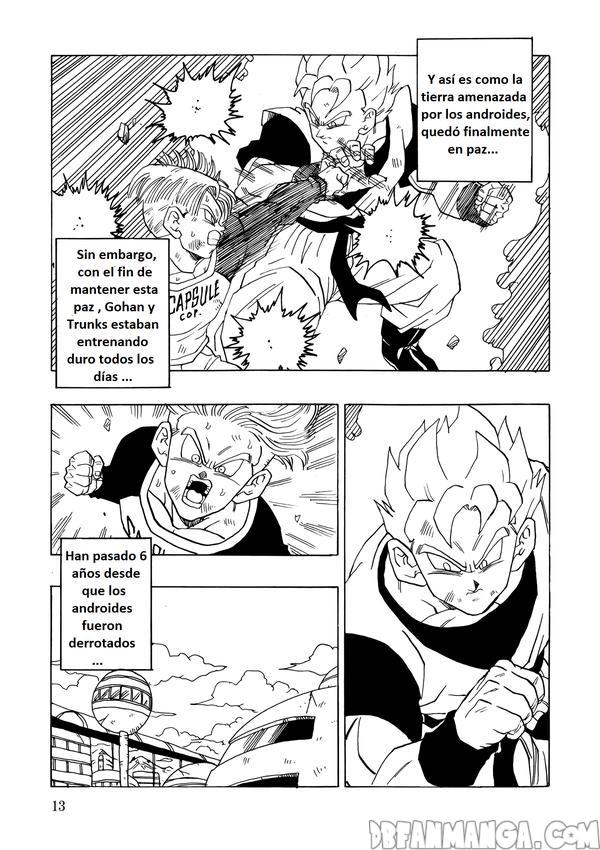 Y así es como la
tierra amenazada
por los androides,
quedó finalmente
en paz...
Sin embargo,
con el fin de
mantener esta
paz , Gohan y
Trunks estaban
entrenando
duro todos los
días ...
CAPSULE
COP.
Han pasado 6
años desde
que los
androides
fueron
derrotados
...
13
DBFANMANGA.COM